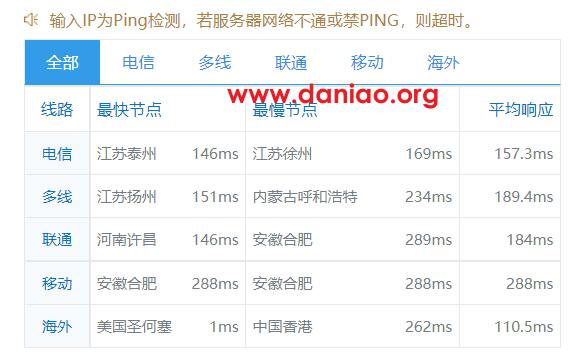 输入IP为Ping检测，若服务器网络不通或禁PING，则超时。
全部 电信 多线 联通 移动 海外
www.daniao.org
线路 最快节点 最慢节点 平均响应
电信 江苏泰州 146ms 江苏徐州 169ms 157.3ms
多线 江苏扬州 151ms 内蒙古呼和浩特 234ms 189.4ms
联通 河南许昌 146ms 安徽合肥 289ms 184ms
移动 安徽合肥 288ms 安徽合肥 288ms 288ms
海外 美国圣何塞 1ms 中国香港 262ms 110.5ms